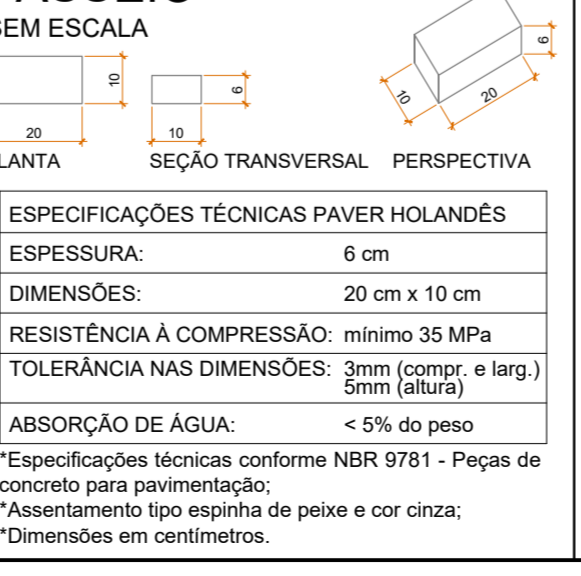 SEM ESCALA
10
20
6
10
10
20
6
SEÇÃO TRANSVERSAL
PERSPECTIVA
ESPECIFICAÇÕES TÉCNICAS PAVER HOLANDÊS
ESPESSURA: 6 cm
DIMENSÕES: 20 cm x 10 cm
RESISTÊNCIA À COMPRESSÃO: mínimo 35 MPa
TOLERÂNCIA NAS DIMENSÕES: 3mm (compr. e larg.)
5mm (altura)
ABSORÇÃO DE ÁGUA: < 5% do peso
*Especificações técnicas conforme NBR 9781 - Peças de
concreto para pavimentação;
*Assentamento tipo espinha de peixe e cor cinza;
*Dimensões em centímetros.